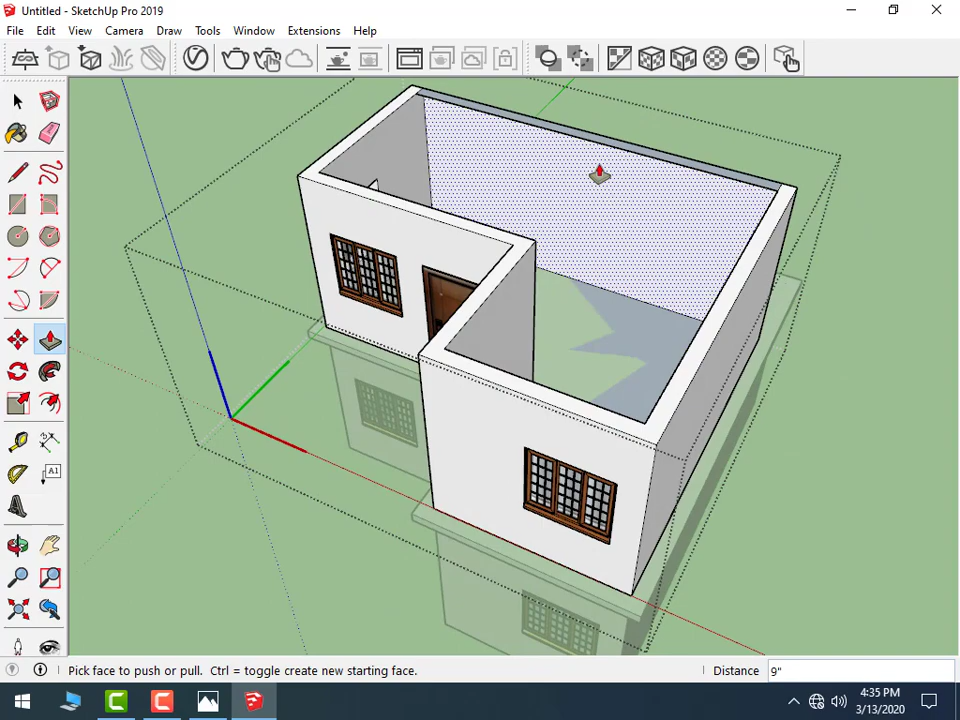 Untitled - SketchUp Pro 2019
File Edit View Camera Draw Tools Window Extensions Help
A1
Pick face to push or pull. Ctrl = toggle create new starting face.
Distance 9"
4:35 PM
3/13/2020